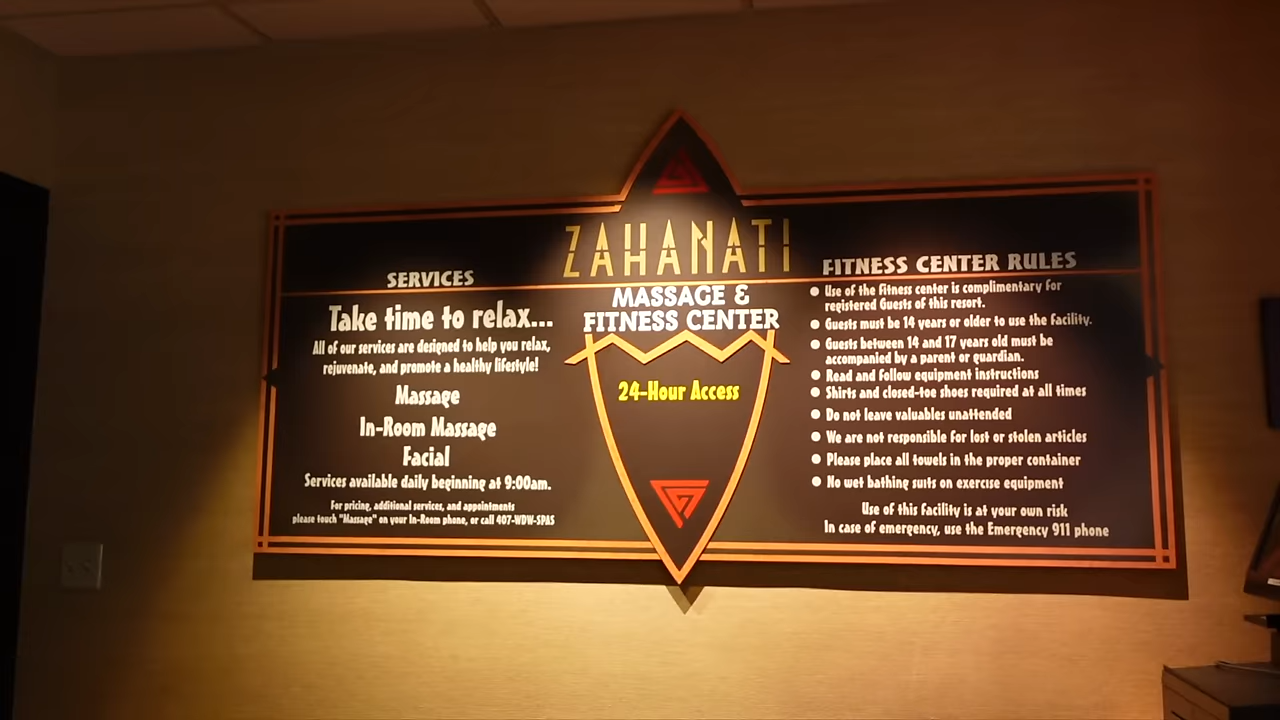 ZAHANATI
MASSAGE &
FITNESS CENTER
24-Hour Access
SERVICES
Take time to relax...
All of our services are designed to help you relax,
rejuvenate, and promote a healthy lifestyle!
Massage
In-Room Massage
Facial
Services available daily beginning at 9:00am.
For pricing, additional services, and appointments
please touch "Massage" on your In-Room phone, or call 407-WDW-SPAS
FITNESS CENTER RULES
Use of the fitness center is complimentary for
registered Guests of this resort.
Guests must be 14 years or older to use the facility.
Guests between 14 and 17 years old must be
accompanied by a parent or guardian.
Read and follow equipment instructions
Shirts and closed-toe shoes required at all times
Do not leave valuables unattended
We are not responsible for lost or stolen articles
Please place all towels in the proper container
No wet bathing suits on exercise equipment
Use of this facility is at your own risk
In case of emergency, use the Emergency 911 phone